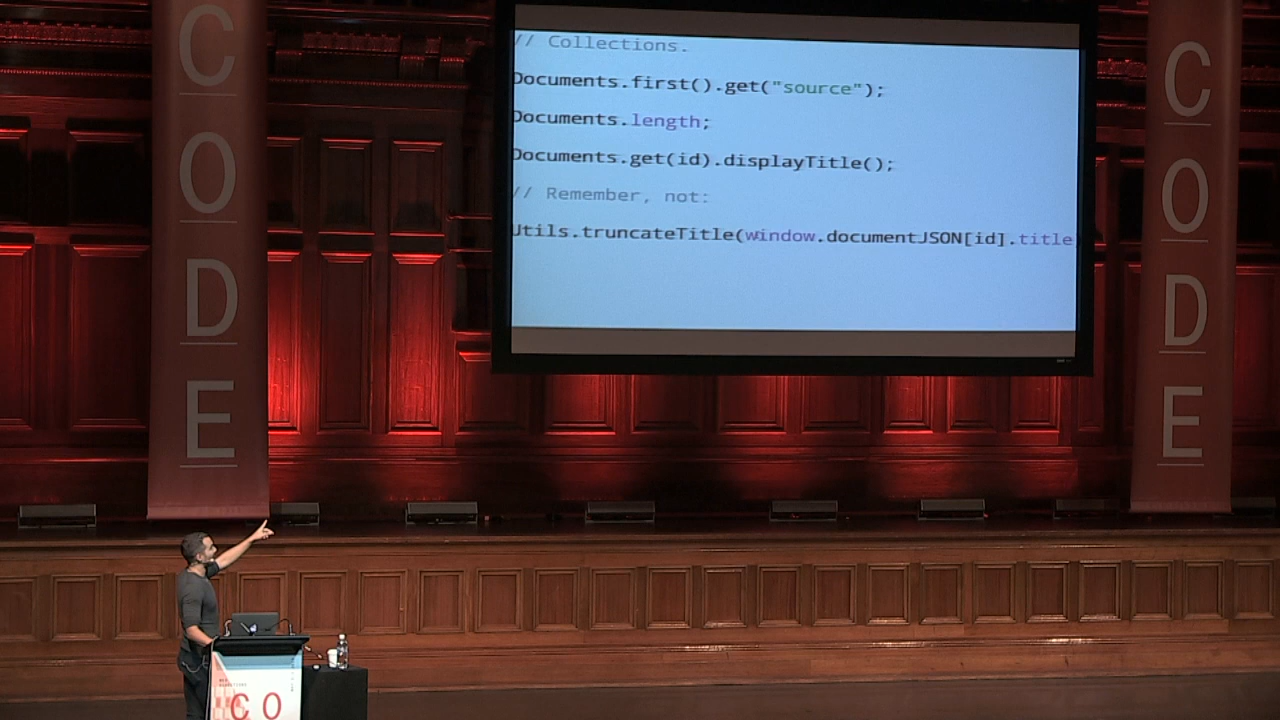 C
O
D
E
// Collections.
Documents.first().get("source");
Documents.length;
Documents.get(id).displayTitle();
// Remember, not:
Utils.truncateTitle(window.documentJSON[id].title
C
O
D
E
C O